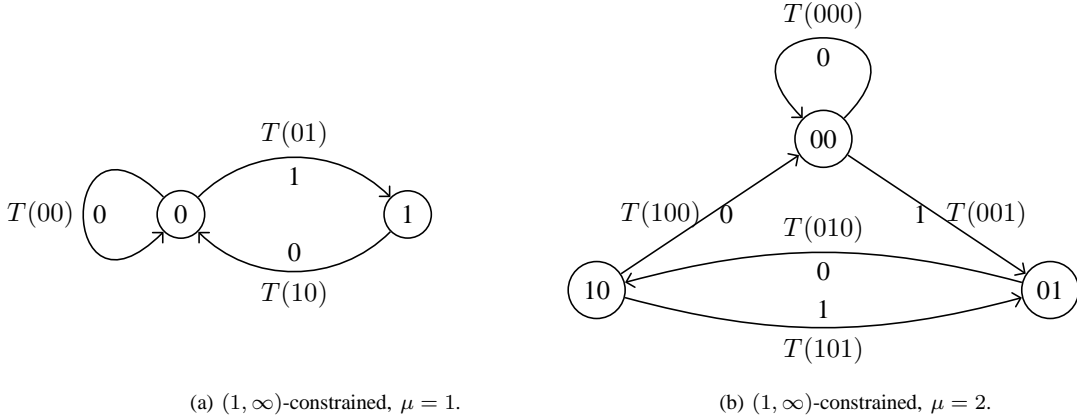 T(01)
1
T(00)
0
0
1
0
T(10)
(a) (1, ∞)-constrained, μ = 1.
T(000)
0
00
T(100)
0
1
T(001)
T(010)
0
10
01
1
T(101)
(b) (1, ∞)-constrained, μ = 2.